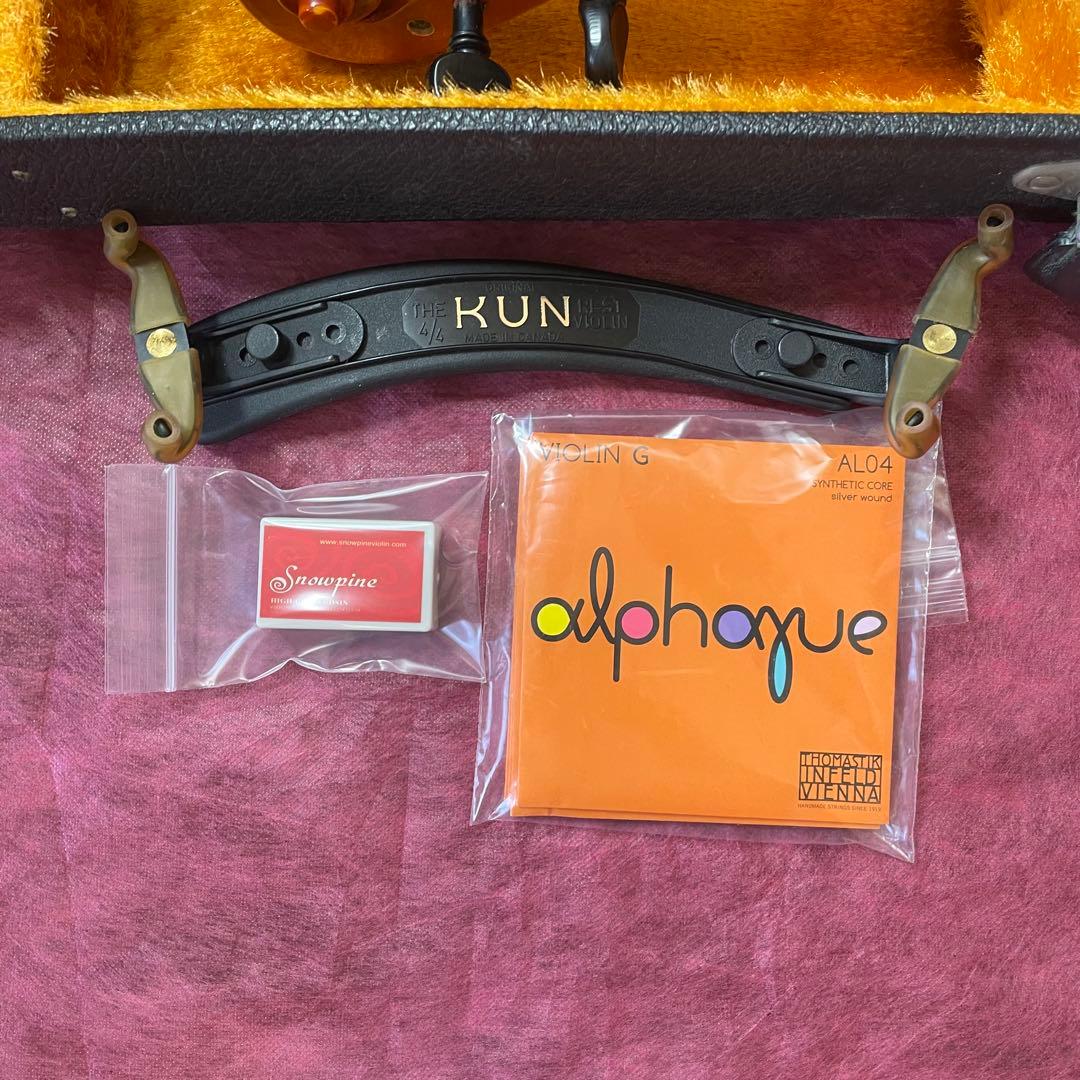 ORIGINAL
THE KUN REST
4/4 VIOLIN
MADE IN CANADA
www.snowpineviolin.com
Snowpine
VIOLIN G
AL04
SYNTHETIC CORE
silver wound
alphayue
THOMASTIK
INFELD
VIENNA
HANDMADE STRINGS SINCE 1919